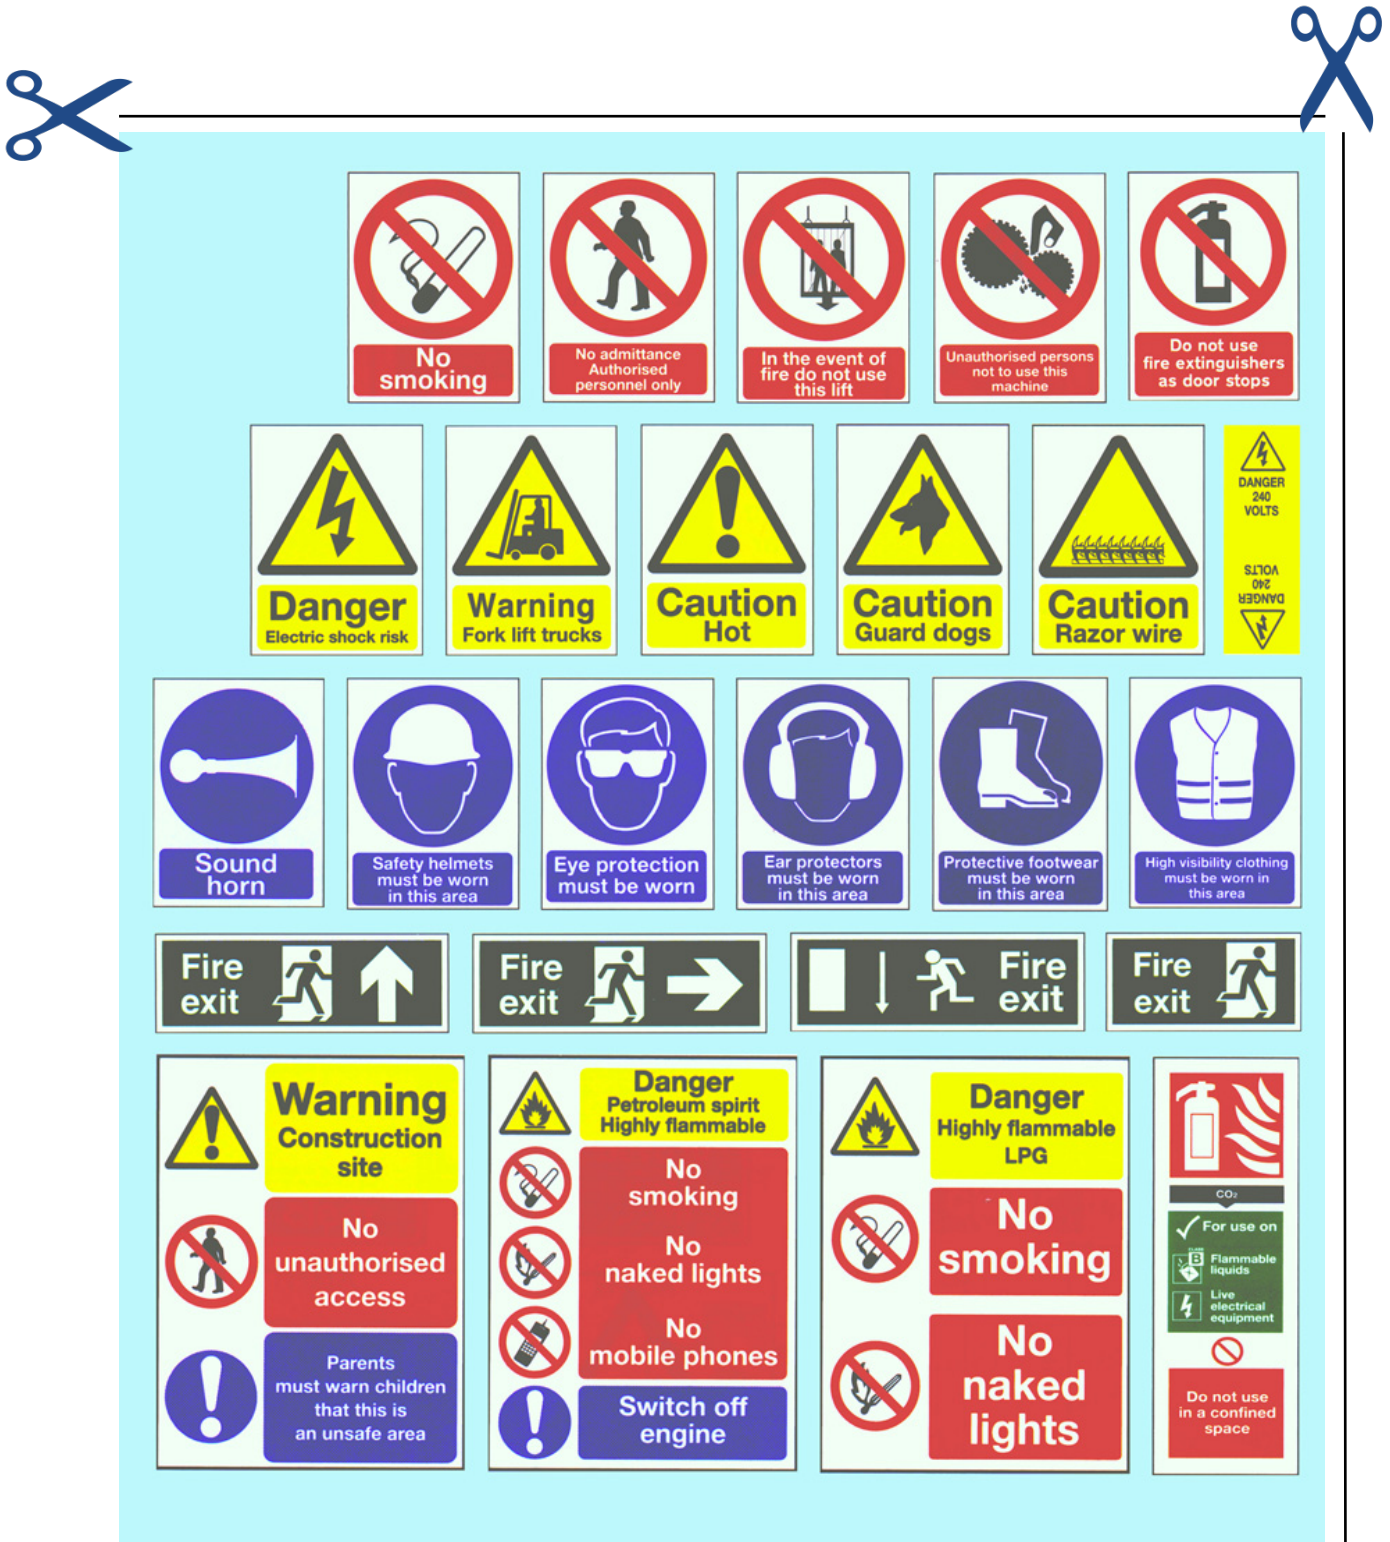 No
smoking
No admittance
Authorised
personnel only
In the event of
fire do not use
this lift
Unauthorised persons
not to use this
machine
Do not use
fire extinguishers
as door stops
Danger
Electric shock risk
Warning
Fork lift trucks
Caution
Hot
Caution
Guard dogs
Caution
Razor wire
DANGER
240
VOLTS
DANGER
240
VOLTS
Sound
horn
Safety helmets
must be worn
in this area
Eye protection
must be worn
Ear protectors
must be worn
in this area
Protective footwear
must be worn
in this area
High visibility clothing
must be worn in
this area
Fire
exit
Fire
exit
Fire
exit
Fire
exit
Warning
Construction
site
No
unauthorised
access
Parents
must warn children
that this is
an unsafe area
Danger
Petroleum spirit
Highly flammable
No
smoking
No
naked lights
No
mobile phones
Switch off
engine
Danger
Highly flammable
LPG
No
smoking
No
naked
lights
CO₂
For use on
CLASS
B
Flammable
liquids
Live
electrical
equipment
Do not use
in a confined
space